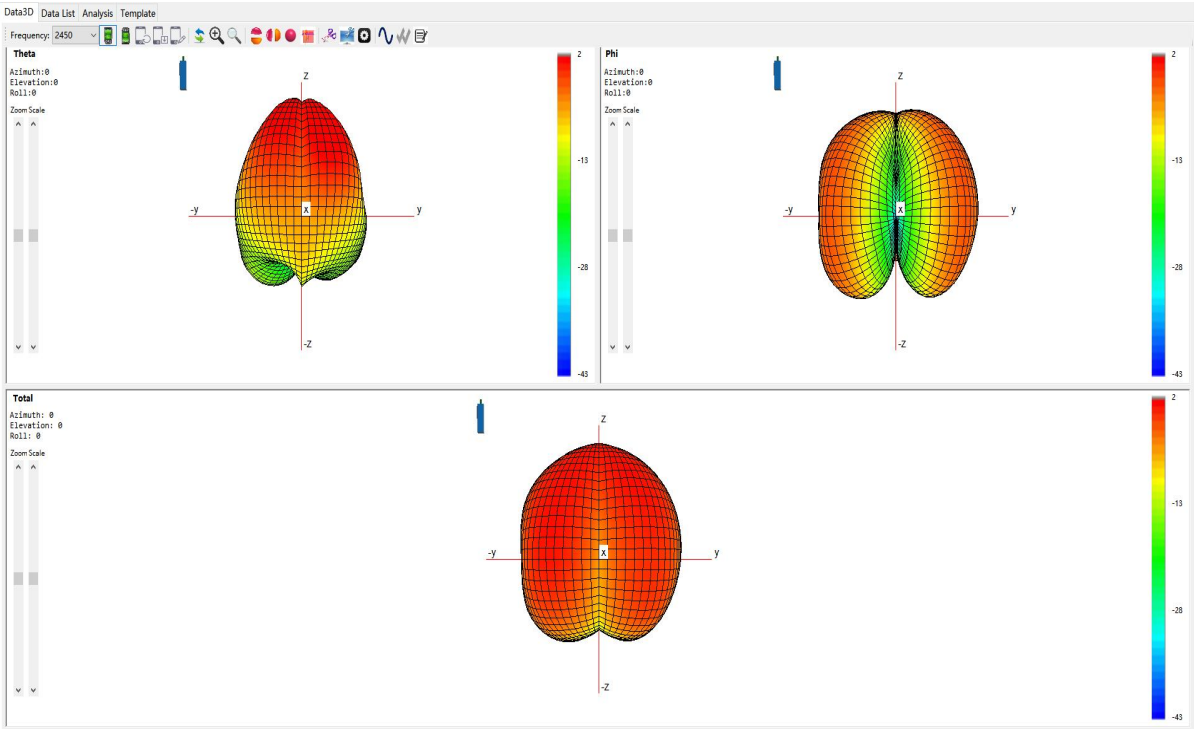 Data3D Data List Analysis Template
Frequency: 2450
Theta
Azimuth:0
Elevation:0
Roll:0
Zoom Scale
Z
-y
X
y
-Z
2
-13
-28
-43
Phi
Azimuth:0
Elevation:0
Roll:0
Zoom Scale
Z
-y
X
y
-Z
2
-13
-28
-43
Total
Azimuth: 0
Elevation: 0
Roll: 0
Zoom Scale
Z
-y
X
y
-Z
2
-13
-28
-43